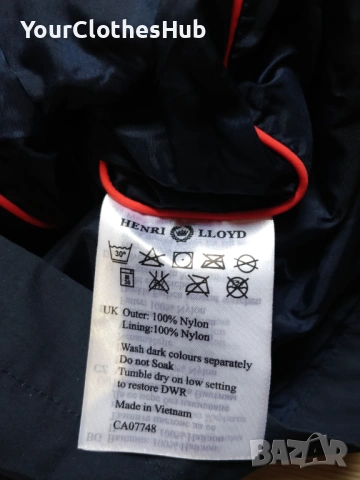 YourClothesHub
HENRI LLOYD
30°
UK Outer: 100% Nylon
Lining:100% Nylon
Wash dark colours separately
Do not Soak
Tumble dry on low setting
to restore DWR
Made in Vietnam
CA07748
BAZAR